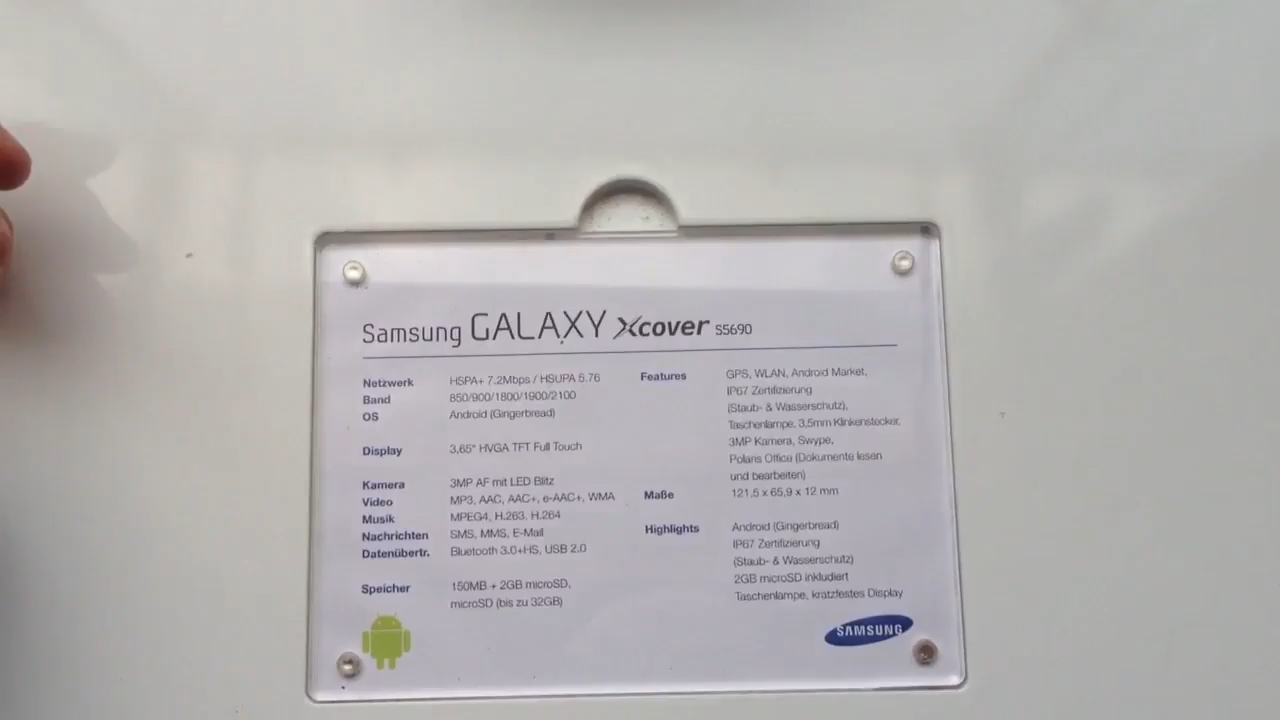 Samsung GALAXY Xcover S5690
Netzwerk HSPA+ 7.2Mbps / HSUPA 5.76
Band 850/900/1800/1900/2100
OS Android (Gingerbread)
Display 3,65" HVGA TFT Full Touch
Kamera 3MP AF mit LED Blitz
Video MP3, AAC, AAC+, e-AAC+, WMA
Musik MPEG4, H.263, H.264
Nachrichten SMS, MMS, E-Mail
Datenübertr. Bluetooth 3.0+HS, USB 2.0
Speicher 150MB + 2GB microSD,
microSD (bis zu 32GB)
Features GPS, WLAN, Android Market,
IP67 Zertifizierung
(Staub- & Wasserschutz),
Taschenlampe, 3,5mm Klinkenstecker,
3MP Kamera, Swype,
Polaris Office (Dokumente lesen
und bearbeiten)
Maße 121,5 x 65,9 x 12 mm
Highlights Android (Gingerbread)
IP67 Zertifizierung
(Staub- & Wasserschutz)
2GB microSD inkludiert
Taschenlampe, kratzfestes Display
SAMSUNG